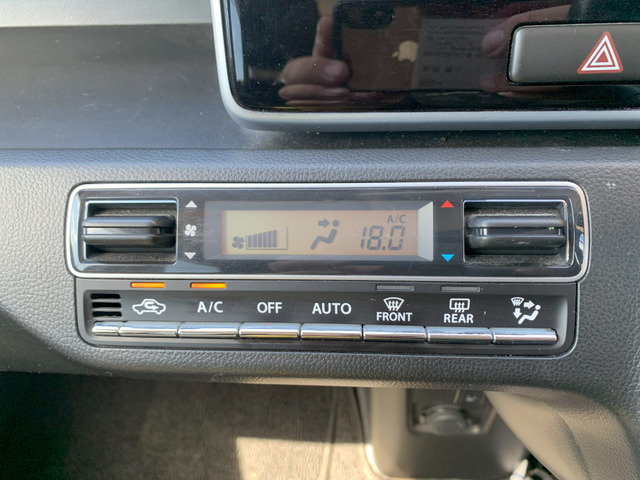 A/C
18.0
A/C
OFF
AUTO
FRONT
REAR